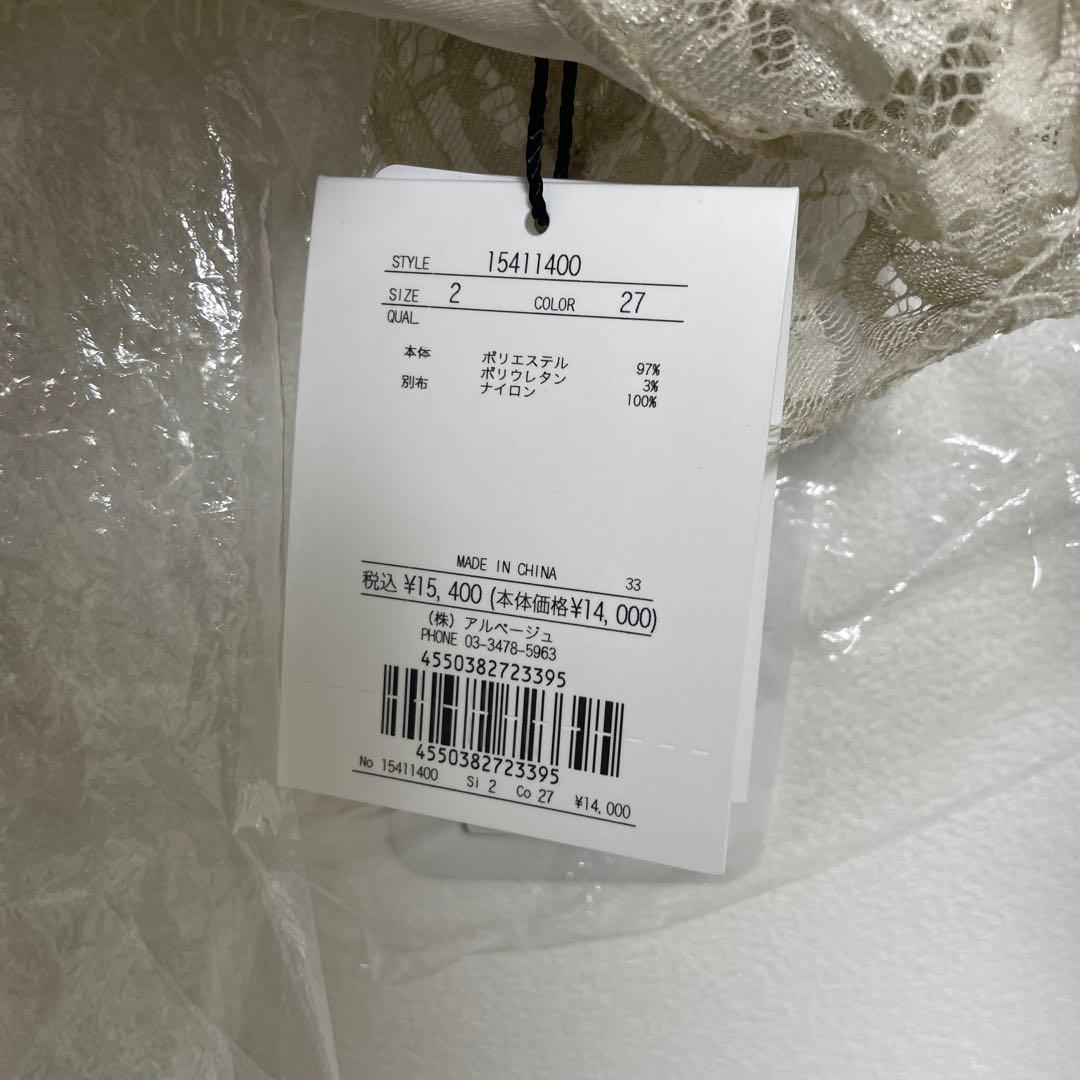 STYLE 15411400
SIZE 2 COLOR 27
QUAL
本体 ポリエステル 97%
ポリウレタン 3%
別布 ナイロン 100%
MADE IN CHINA 33
税込 ¥15,400 (本体価格¥14,000)
(株) アルページュ
PHONE 03-3478-5963
4550382723395
4550382723395
No 15411400 Si 2 Co 27 ¥14,000